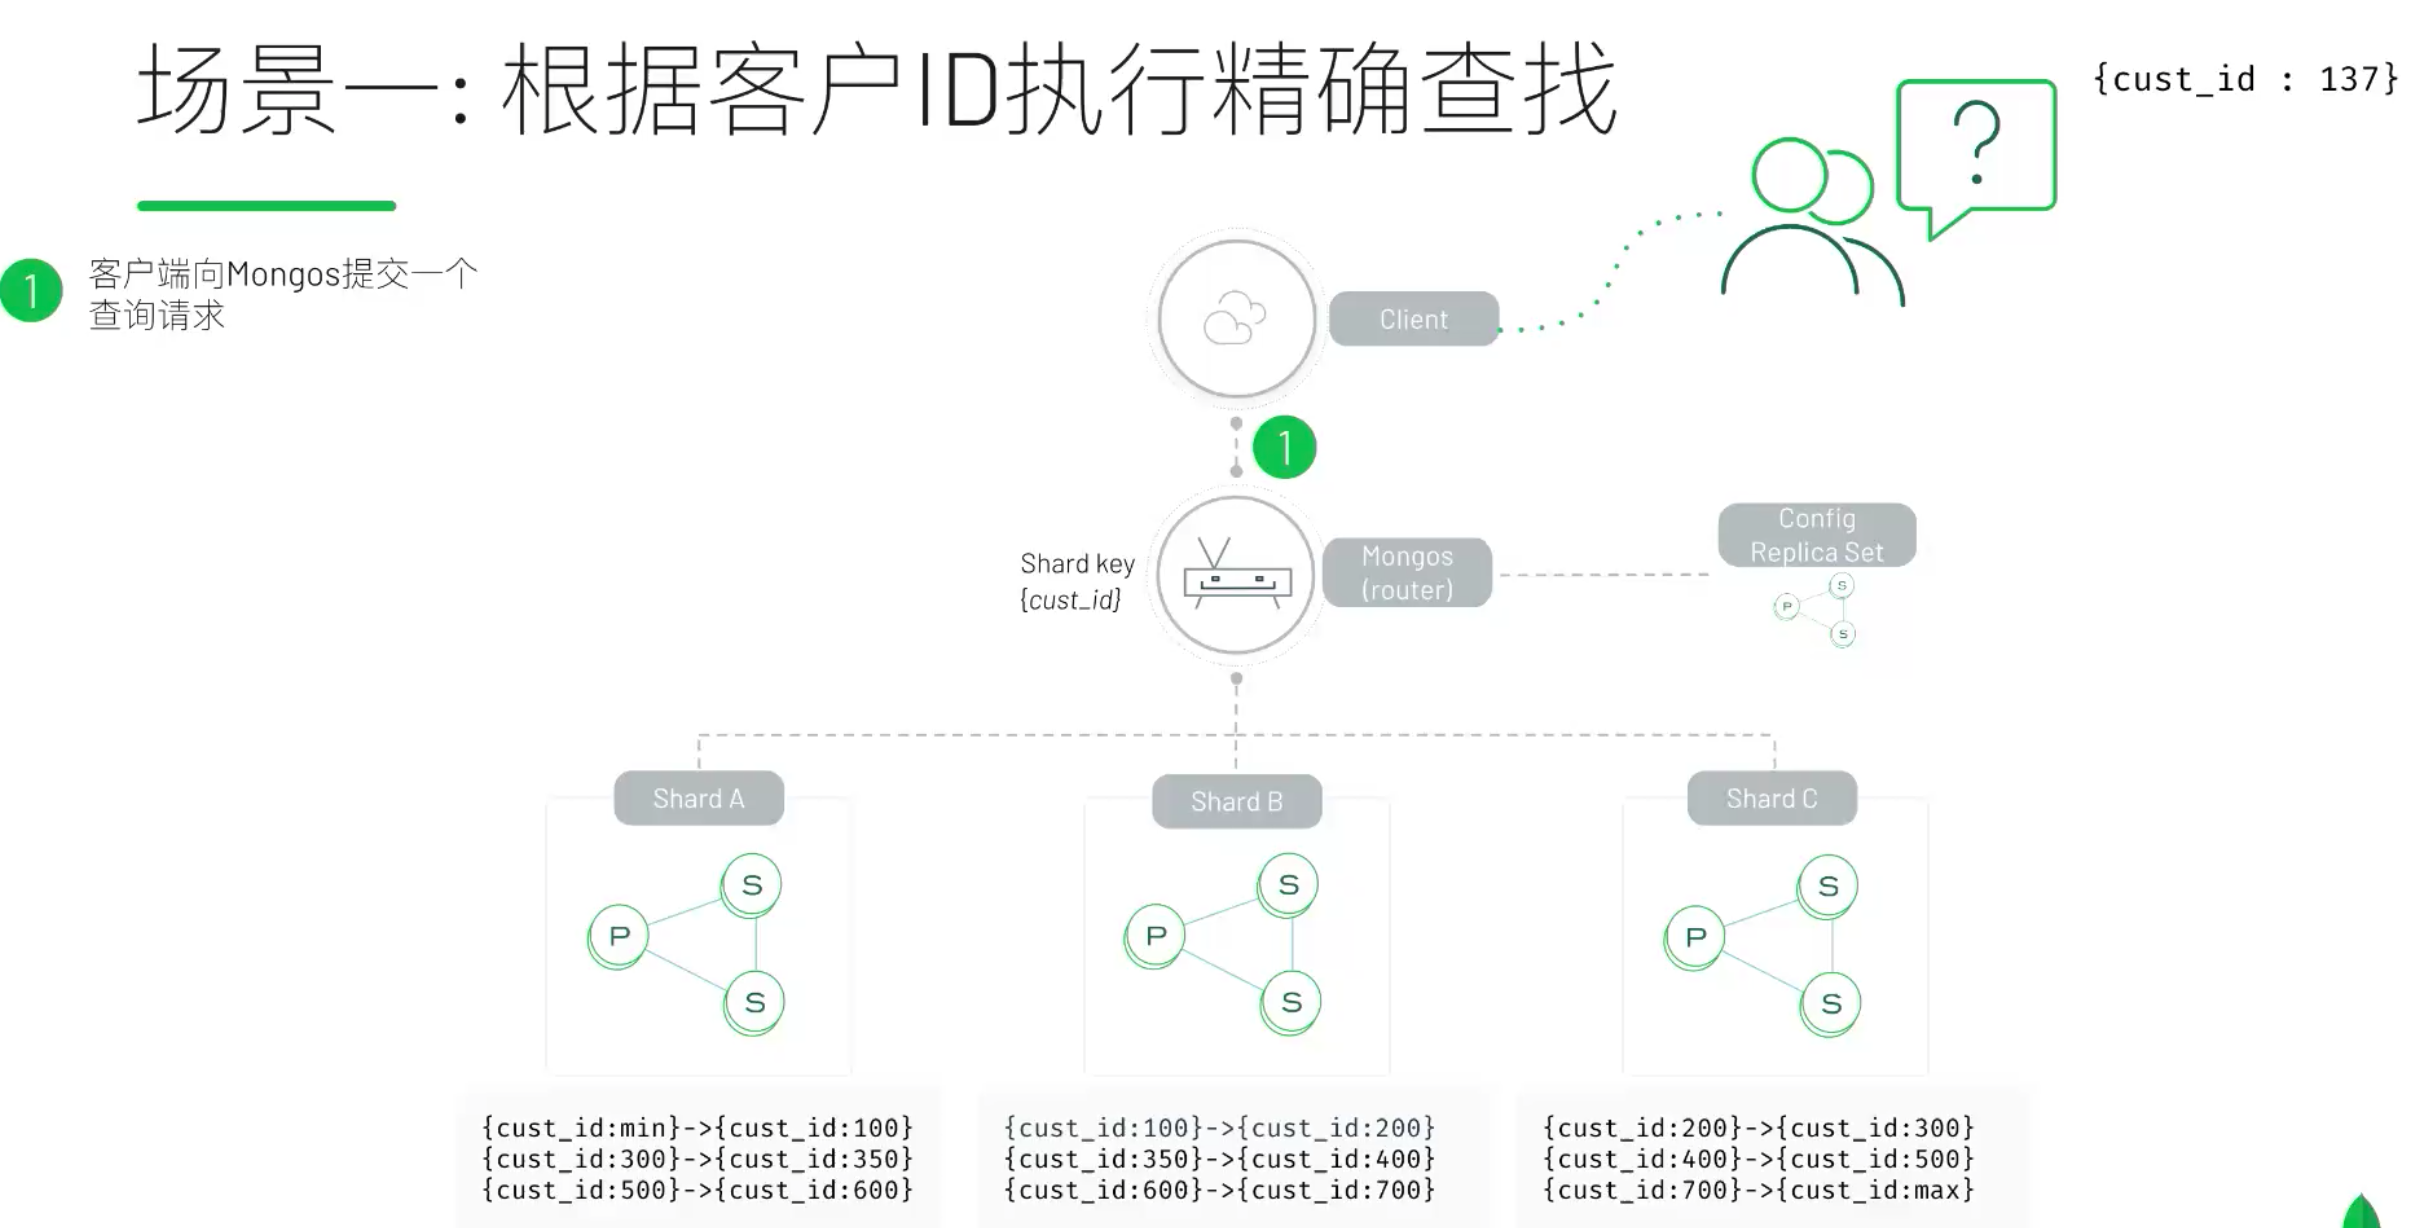 场景一: 根据客户ID执行精确查找
{cust_id : 137}
?
1
客户端向Mongos提交一个
查询请求
Client
1
Shard key
{cust_id}
Mongos
(router)
Config
Replica Set
P
S
S
Shard A
Shard B
Shard C
P
S
S
P
S
S
P
S
S
{cust_id:min}->{cust_id:100}
{cust_id:300}->{cust_id:350}
{cust_id:500}->{cust_id:600}
{cust_id:100}->{cust_id:200}
{cust_id:350}->{cust_id:400}
{cust_id:600}->{cust_id:700}
{cust_id:200}->{cust_id:300}
{cust_id:400}->{cust_id:500}
{cust_id:700}->{cust_id:max}